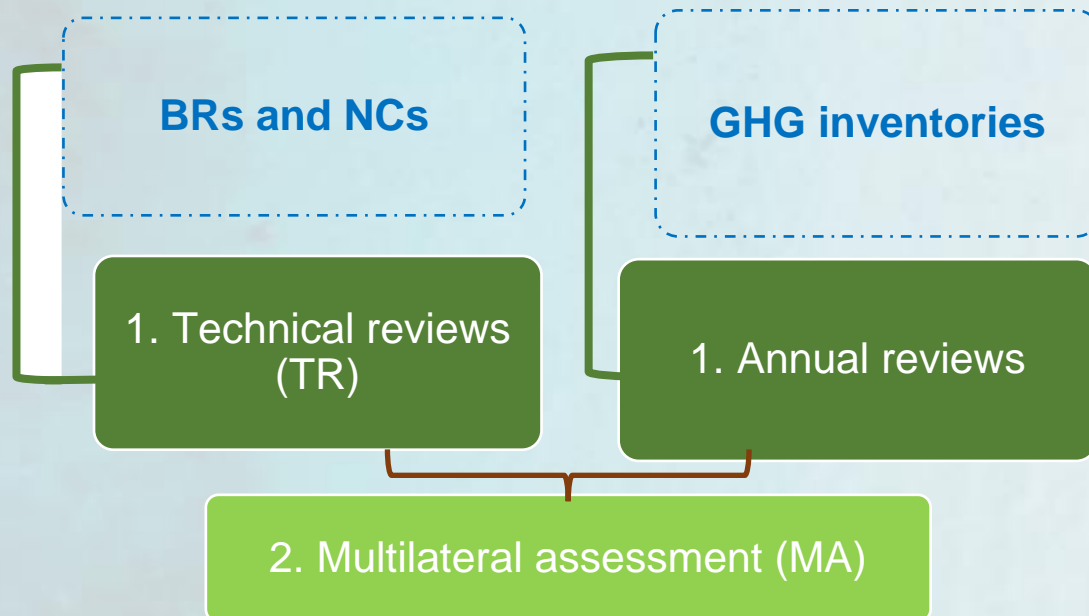 BRs and NCs
GHG inventories
1. Technical reviews
(TR)
1. Annual reviews
2. Multilateral assessment (MA)